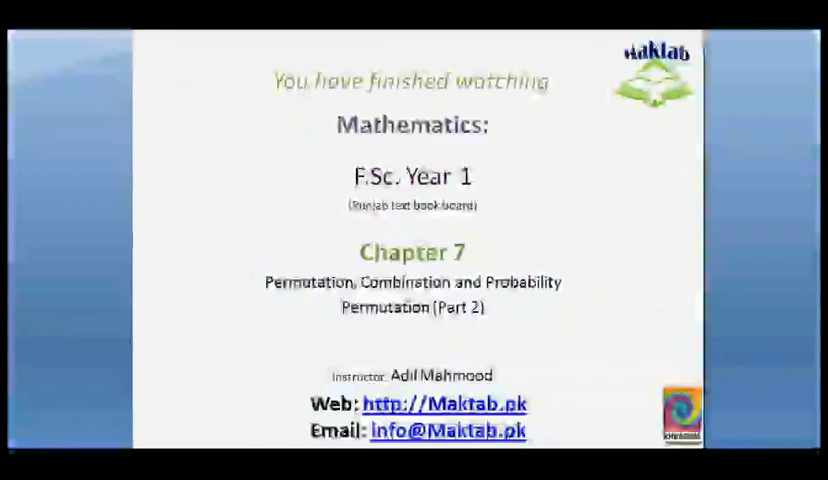 Maktab
You have finished watching
Mathematics:
F.Sc. Year 1
(Punjab text book board)
Chapter 7
Permutation, Combination and Probability
Permutation (Part 2)
Instructor: Adil Mahmood
Web: http://Maktab.pk
Email: info@Maktab.pk